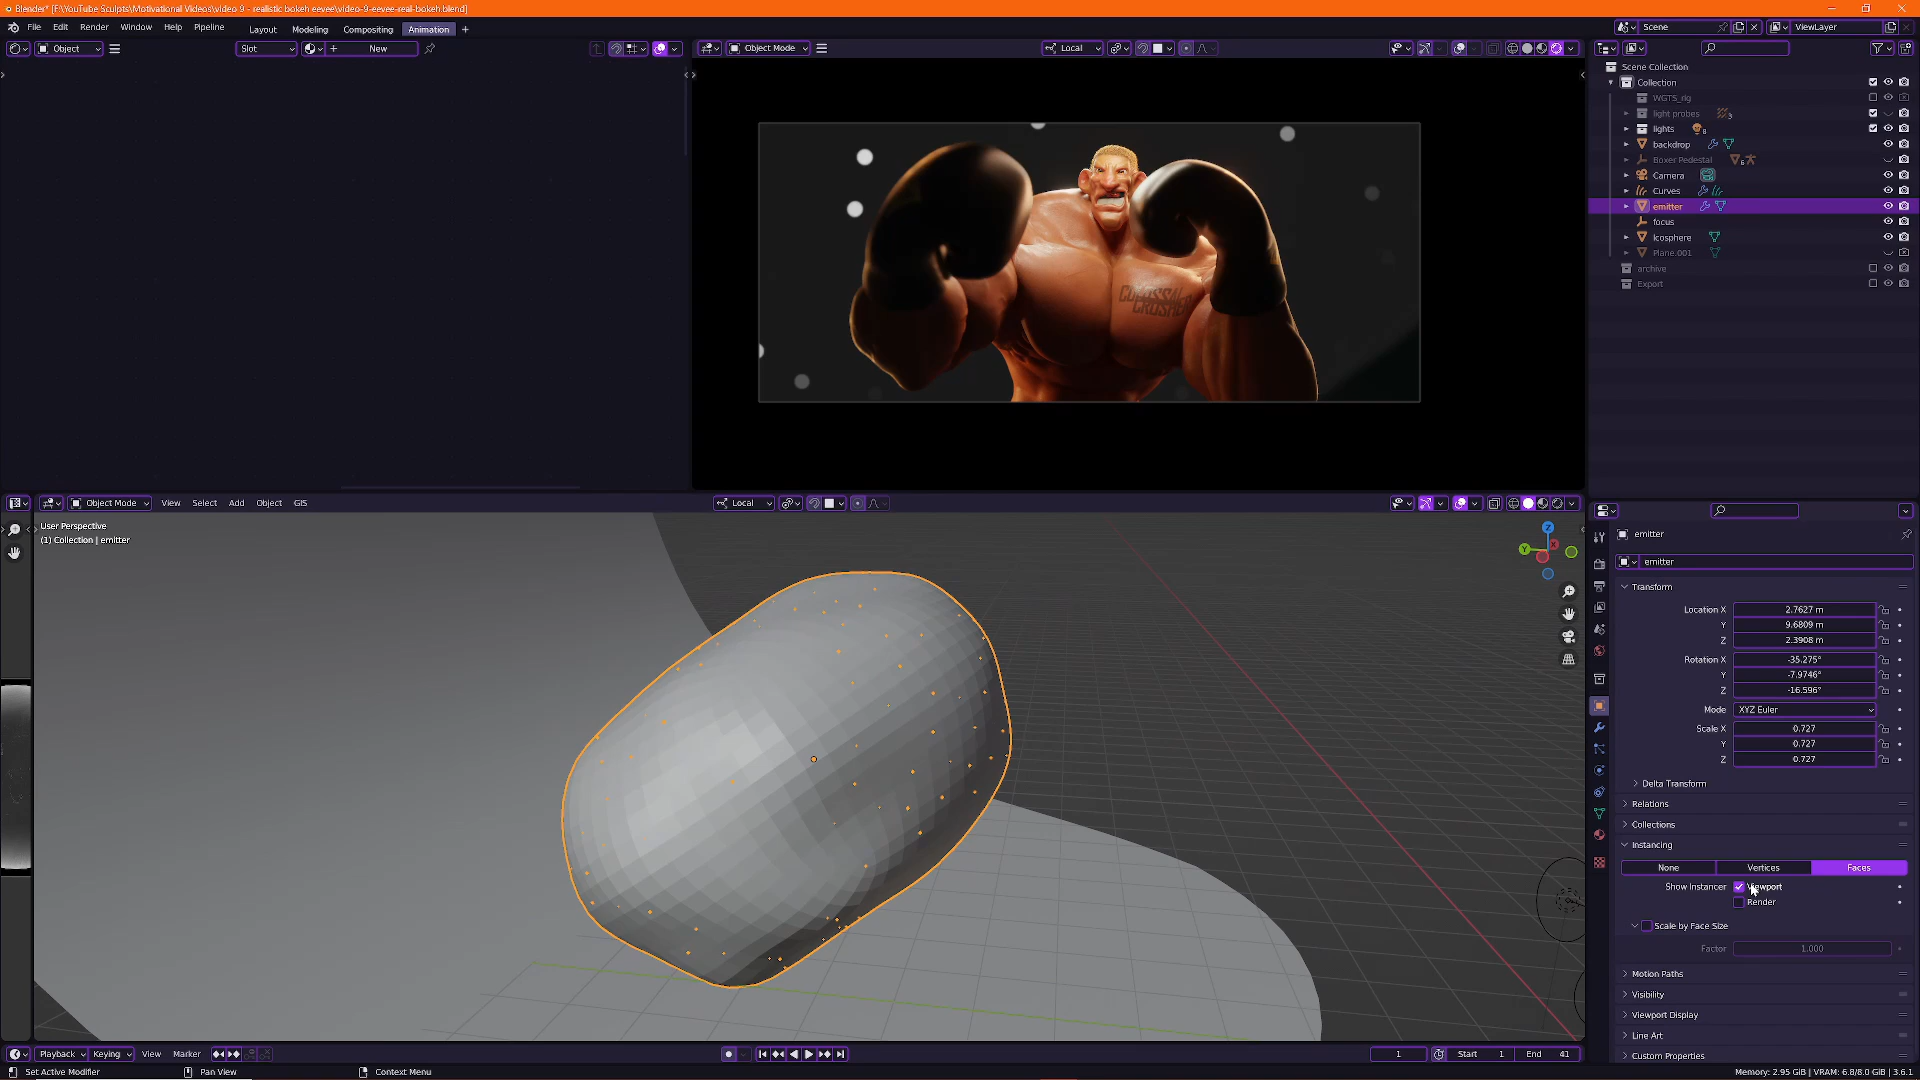 Blender* [F:\YouTube Sculpts\Motivational Videos\video 9 - realistic bokeh eevee\video-9-eevee-real-bokeh.blend]
File Edit Render Window Help Pipeline Layout Modeling Compositing Animation + Scene ViewLayer
Object Slot New Object Mode Local
Scene Collection
Collection
WGTS_rig
light probes 3
lights 6
backdrop
Boxer Pedestal 6
Camera
Curves
emitter
focus
Icosphere
Plane.001
archive
Export
COLOSSAL
CRUSHER
Object Mode View Select Add Object GIS Local
User Perspective
(1) Collection | emitter
Z
Y
X
emitter
emitter
Transform
Location X 2.7627 m
Y 9.6809 m
Z 2.3908 m
Rotation X -35.275°
Y -7.9746°
Z -16.596°
Mode XYZ Euler
Scale X 0.727
Y 0.727
Z 0.727
Delta Transform
Relations
Collections
Instancing
None Vertices Faces
Show Instancer Viewport
Render
Scale by Face Size
Factor 1.000
Motion Paths
Visibility
Viewport Display
Line Art
Custom Properties
Playback Keying View Marker 1 Start 1 End 41
Set Active Modifier Pan View Context Menu Memory: 2.95 GiB | VRAM: 6.8/8.0 GiB | 3.6.1